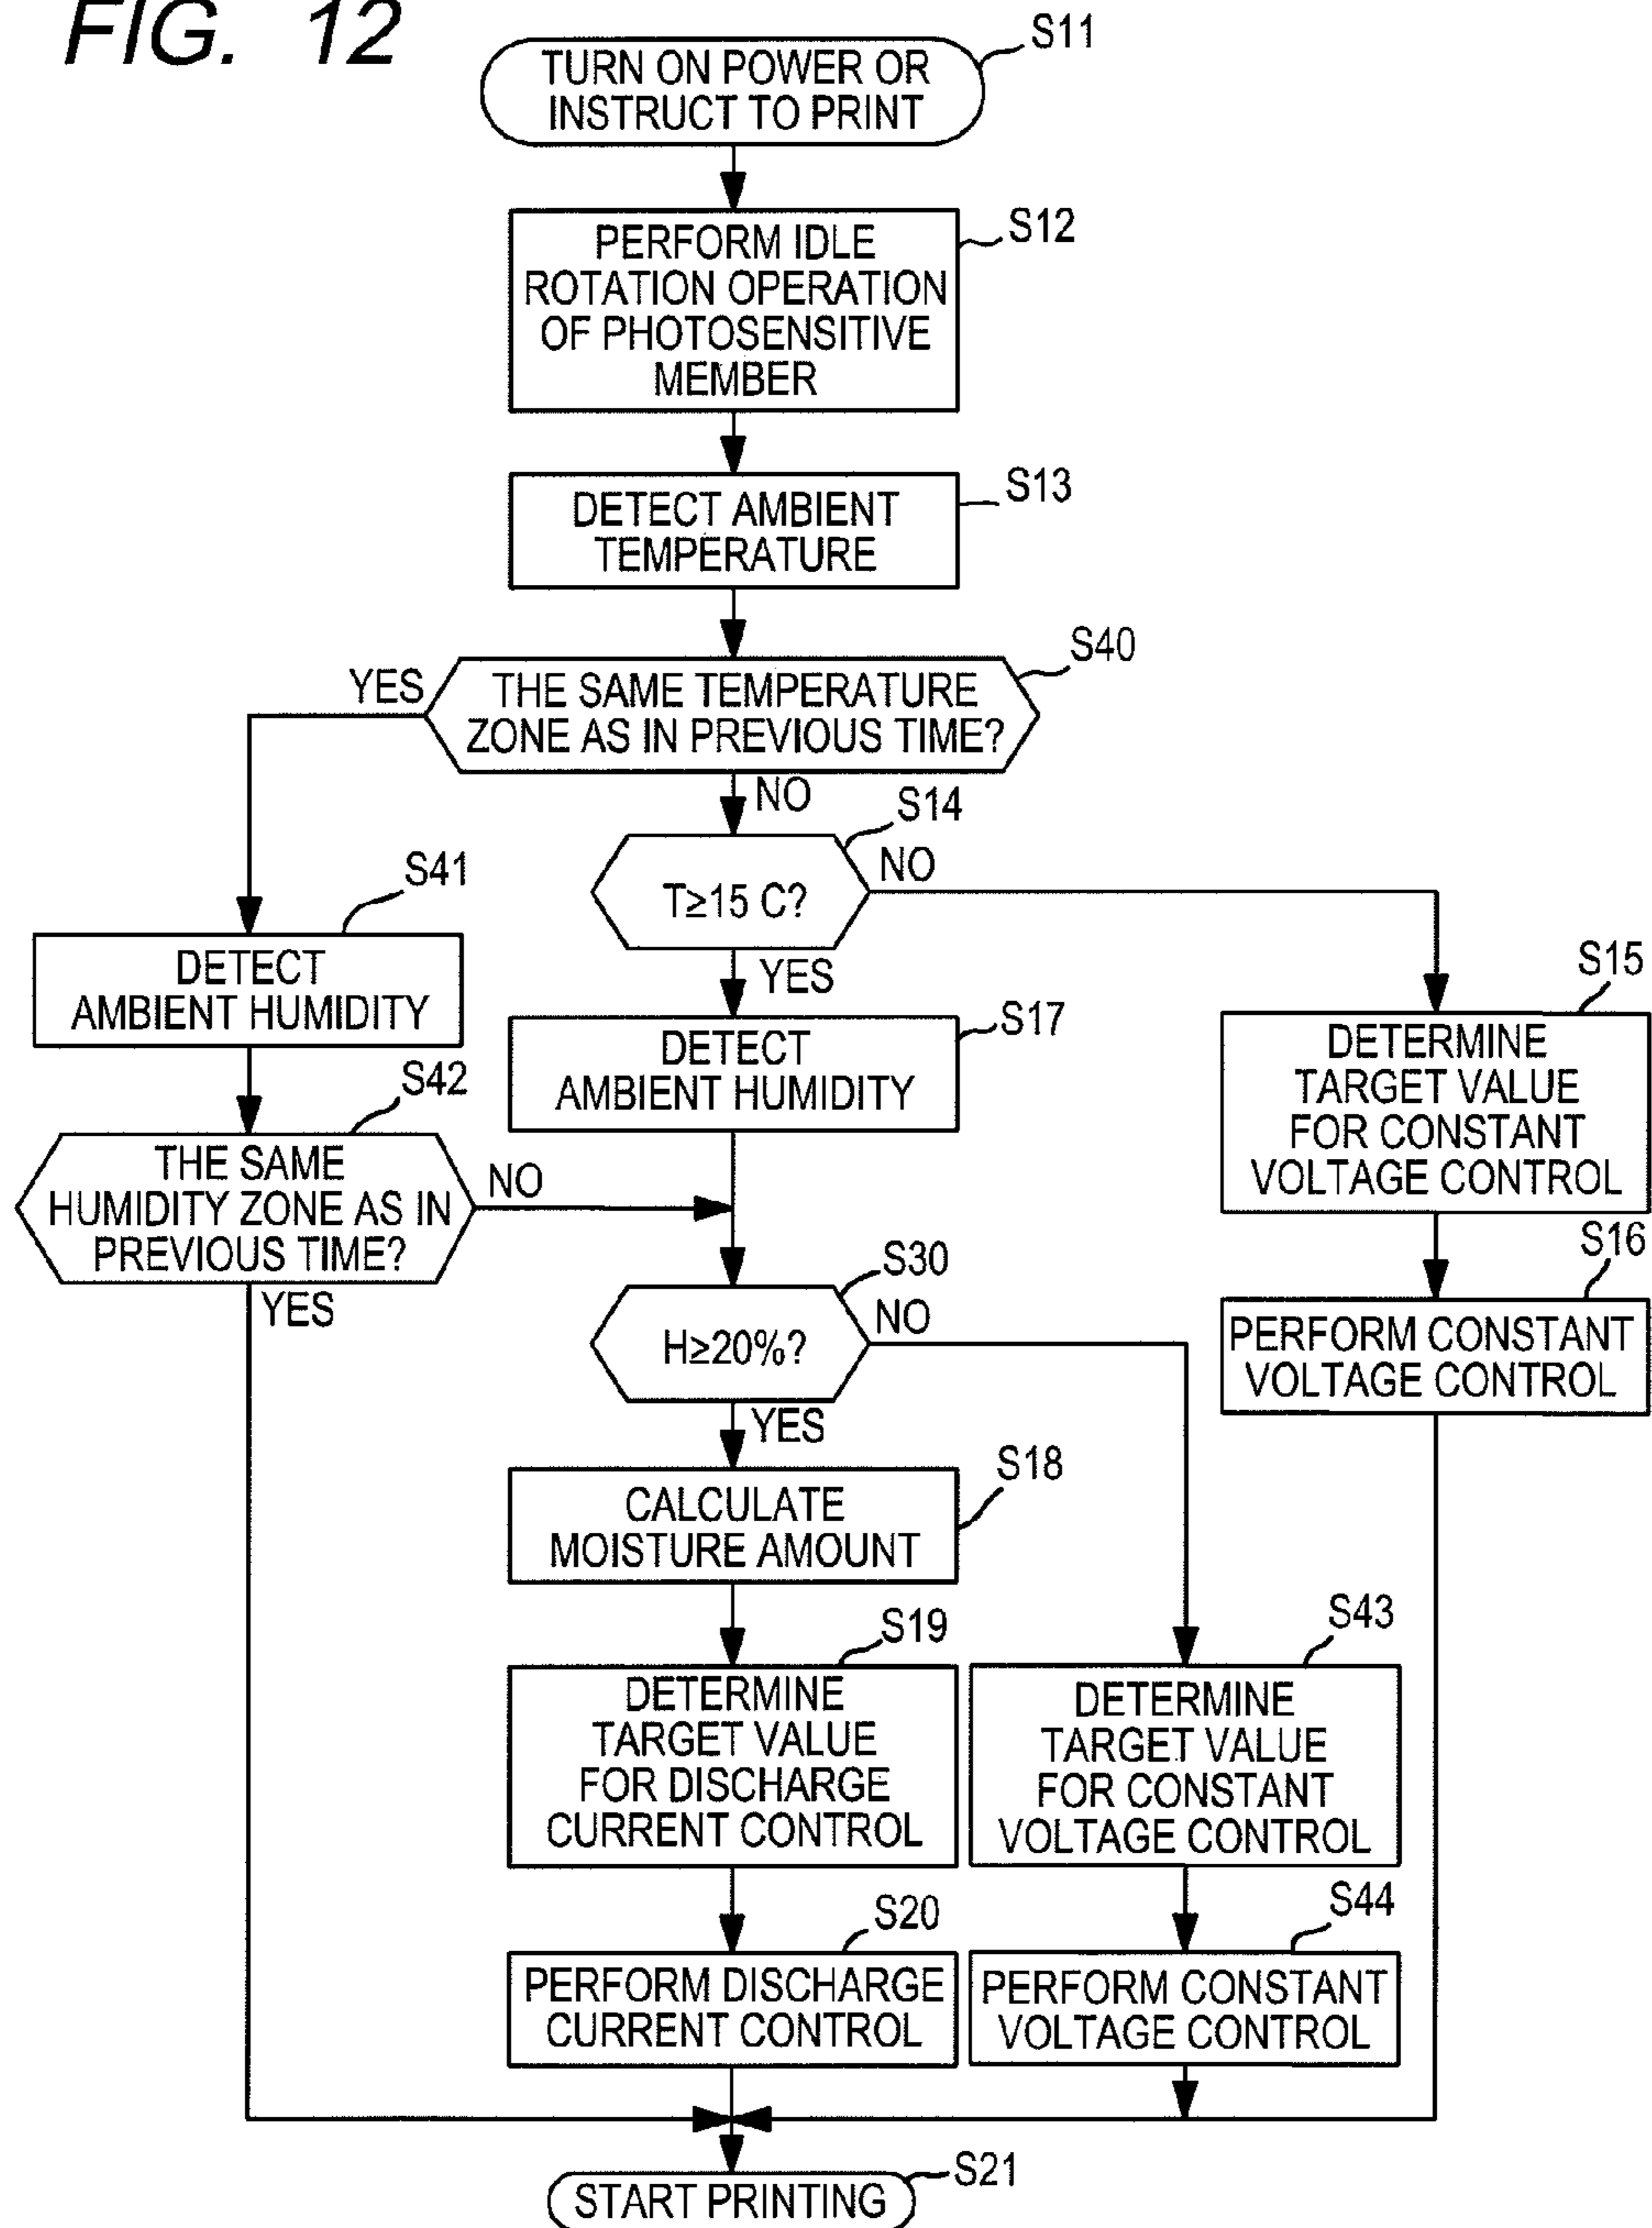 FIG. 12
S11
TURN ON POWER OR
INSTRUCT TO PRINT
S12
PERFORM IDLE
ROTATION OPERATION
OF PHOTOSENSITIVE
MEMBER
S13
DETECT AMBIENT
TEMPERATURE
S40
YES
THE SAME TEMPERATURE
ZONE AS IN PREVIOUS TIME?
NO
S14
T≥15 C?
NO
YES
S41
DETECT
AMBIENT HUMIDITY
S17
DETECT
AMBIENT HUMIDITY
S15
DETERMINE
TARGET VALUE
FOR CONSTANT
VOLTAGE CONTROL
S42
THE SAME
HUMIDITY ZONE AS IN
PREVIOUS TIME?
NO
YES
S16
PERFORM CONSTANT
VOLTAGE CONTROL
S30
H≥20%?
NO
YES
S18
CALCULATE
MOISTURE AMOUNT
S19
DETERMINE
TARGET VALUE
FOR DISCHARGE
CURRENT CONTROL
S43
DETERMINE
TARGET VALUE
FOR CONSTANT
VOLTAGE CONTROL
S20
PERFORM DISCHARGE
CURRENT CONTROL
S44
PERFORM CONSTANT
VOLTAGE CONTROL
S21
START PRINTING